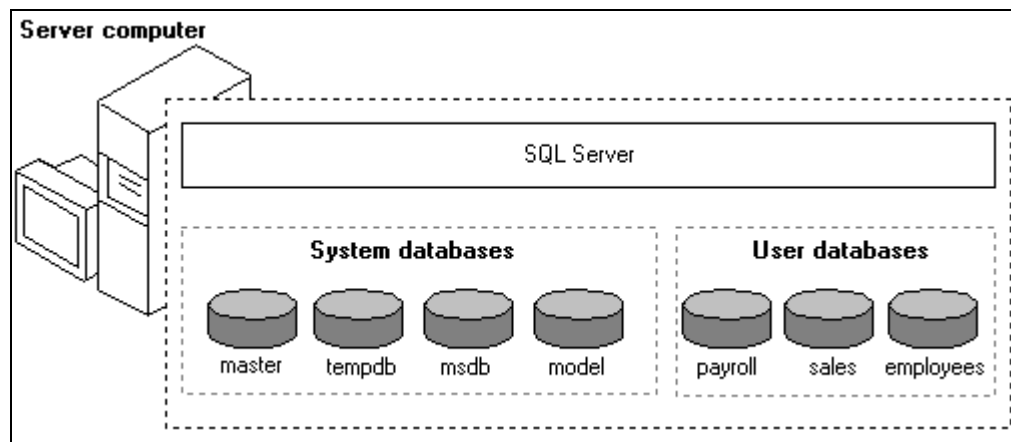 Server computer
SQL Server
System databases
master
tempdb
msdb
model
User databases
payroll
sales
employees